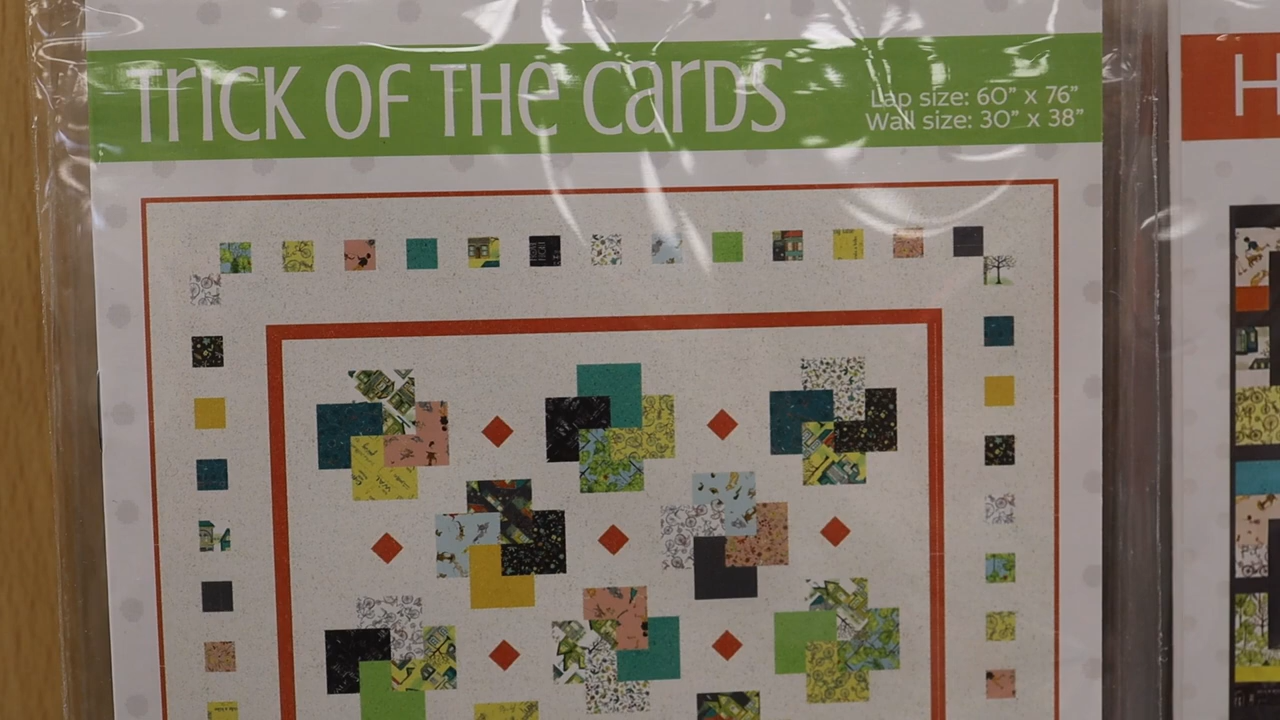 TrICK OF THe CarDS
Lap size: 60” x 76”
Wall size: 30” x 38”
H